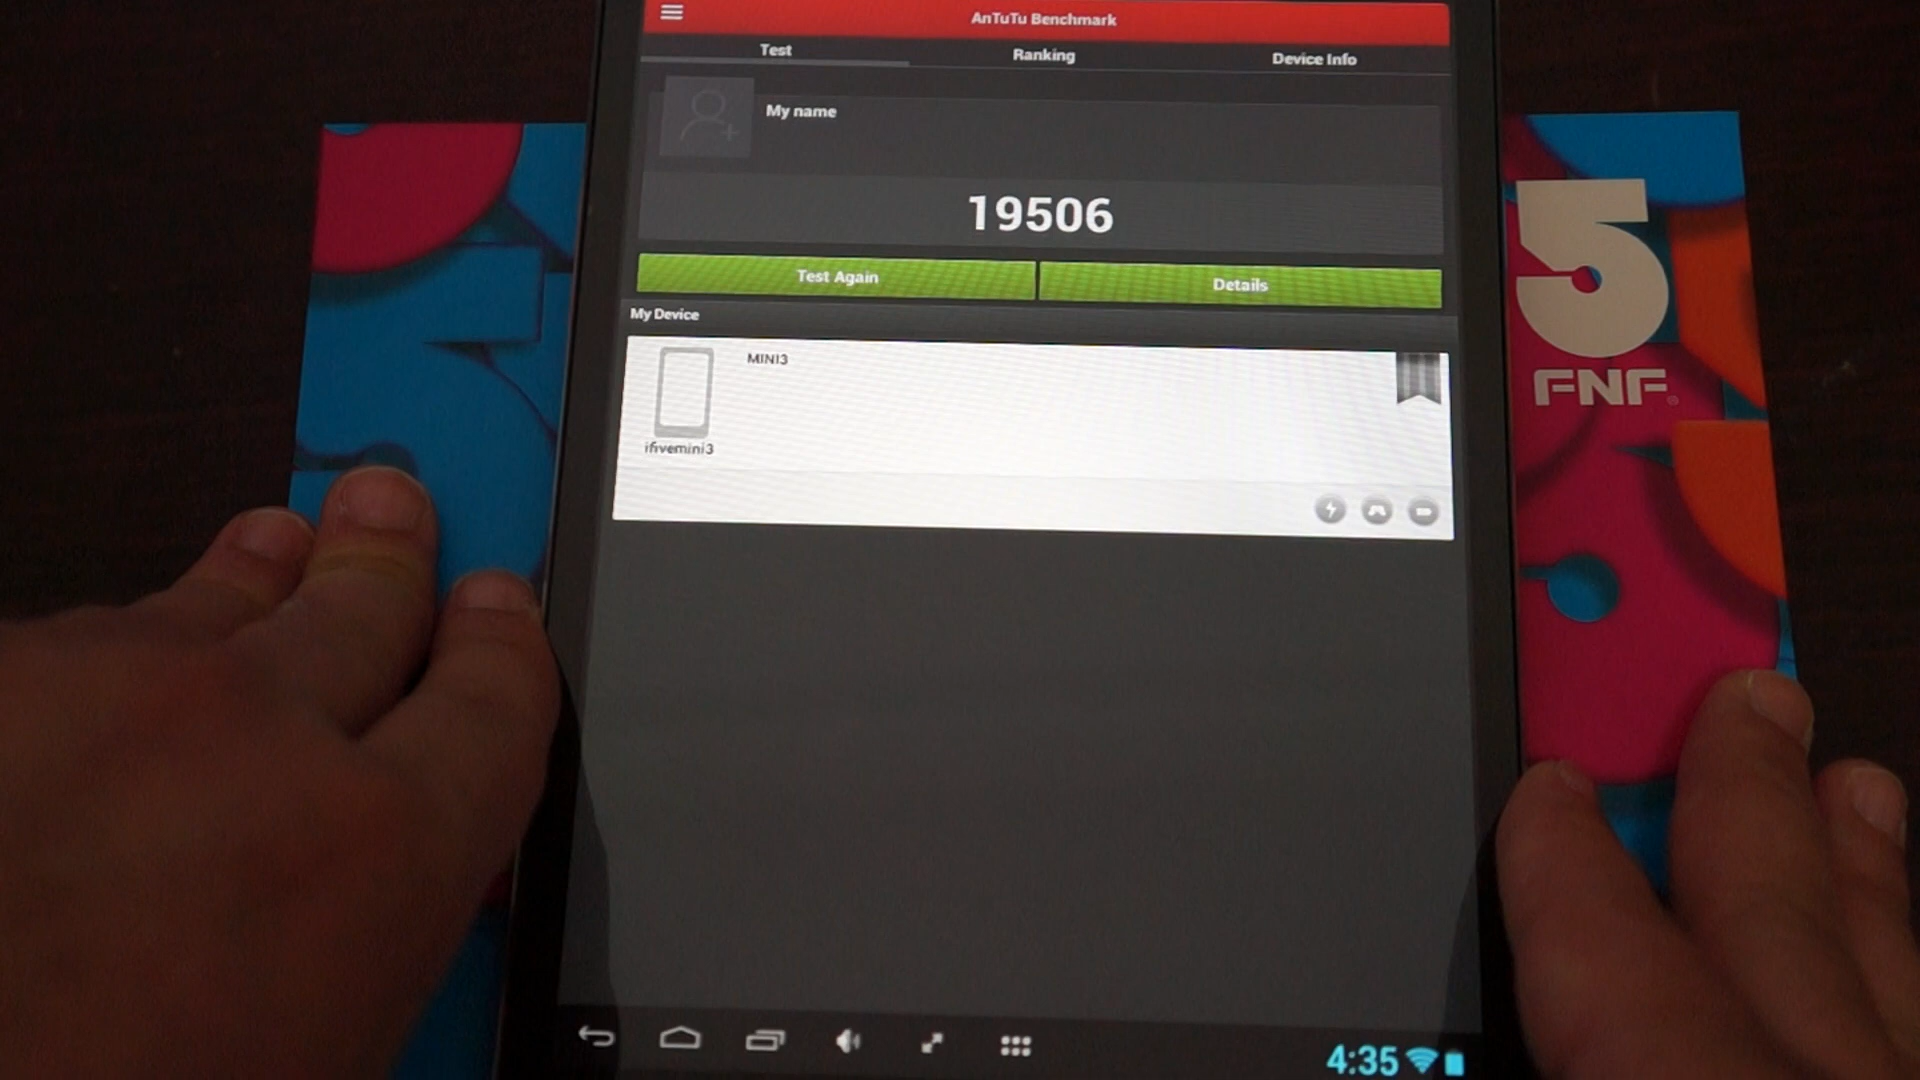 AnTuTu Benchmark
Test
Ranking
Device Info
My name
19506
Test Again
Details
My Device
MINI3
ifivemini3
4:35
5
FNF®